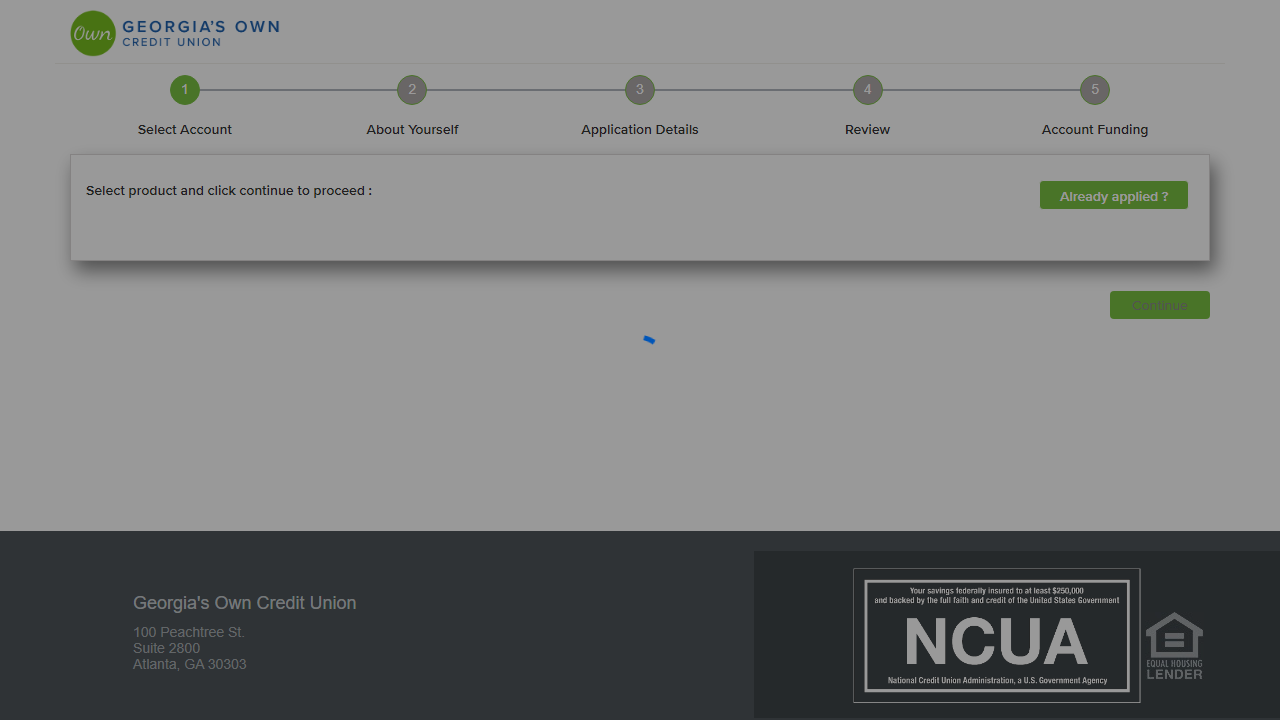 Own
GEORGIA'S OWN
CREDIT UNION
1
2
3
4
5
Select Account
About Yourself
Application Details
Review
Account Funding
Select product and click continue to proceed :
Already applied ?
Continue
Georgia's Own Credit Union
100 Peachtree St.
Suite 2800
Atlanta, GA 30303
Your savings federally insured to at least $250,000
and backed by the full faith and credit of the United States Government
NCUA
National Credit Union Administration, a U.S. Government Agency
EQUAL HOUSING
LENDER